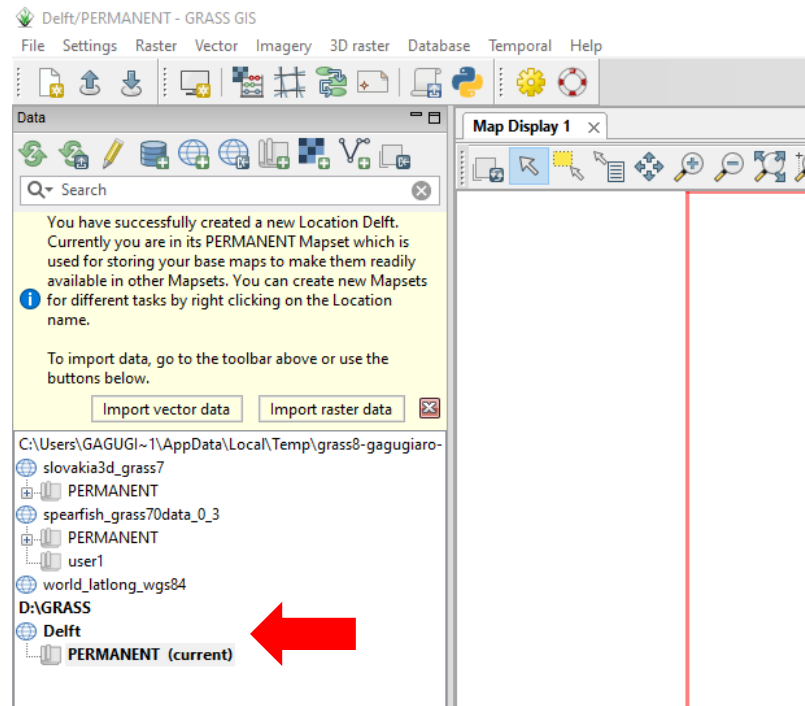 Delft/PERMANENT - GRASS GIS
File Settings Raster Vector Imagery 3D raster Database Temporal Help
Data
Map Display 1
Search
You have successfully created a new Location Delft.
Currently you are in its PERMANENT Mapset which is
used for storing your base maps to make them readily
available in other Mapsets. You can create new Mapsets
for different tasks by right clicking on the Location
name.
To import data, go to the toolbar above or use the
buttons below.
Import vector data Import raster data
C:\Users\GAGUGI~1\AppData\Local\Temp\grass8-gagugiaro-
slovakia3d_grass7
PERMANENT
spearfish_grass70data_0_3
PERMANENT
user1
world_latlong_wgs84
D:\GRASS
Delft
PERMANENT (current)